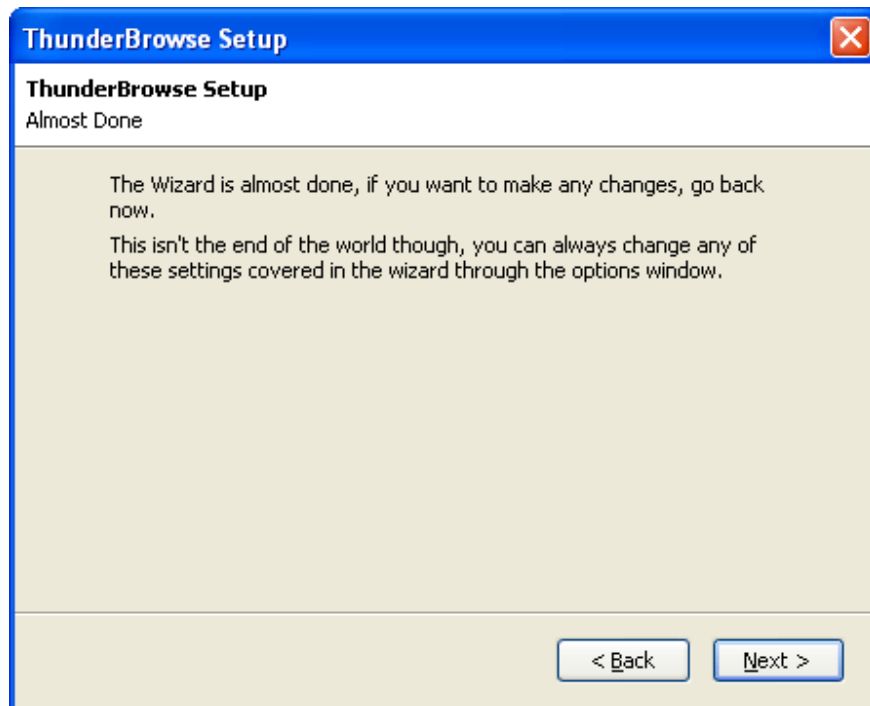 ThunderBrowse Setup
ThunderBrowse Setup
Almost Done
The Wizard is almost done, if you want to make any changes, go back
now.
This isn't the end of the world though, you can always change any of
these settings covered in the wizard through the options window.
< Back
Next >